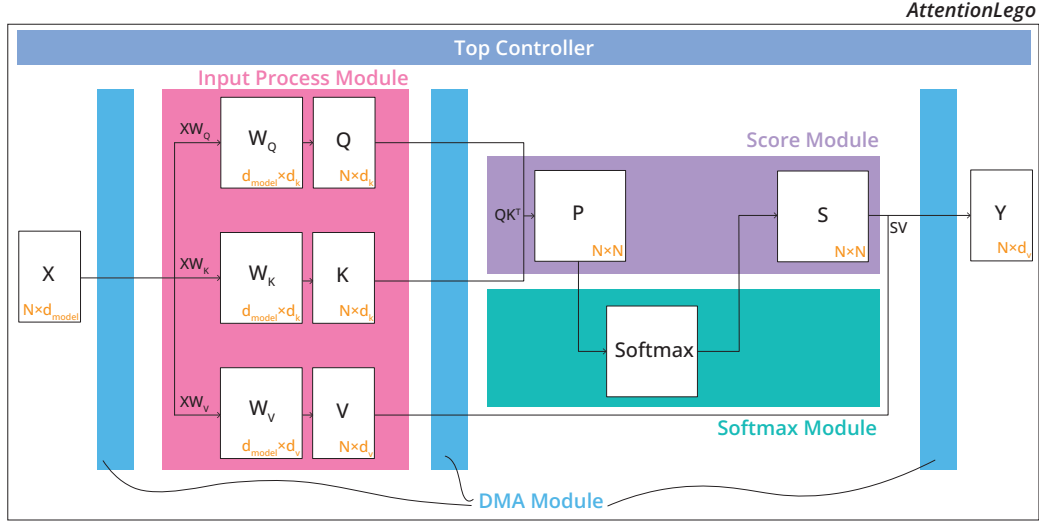 AttentionLego
Top Controller
Input Process Module
XW_Q
W_Q
d_model×d_k
Q
N×d_k
Score Module
QK^T
P
N×N
S
N×N
SV
Y
N×d_v
X
N×d_model
XW_K
W_K
d_model×d_k
K
N×d_k
Softmax
Softmax Module
XW_V
W_V
d_model×d_v
V
N×d_v
DMA Module